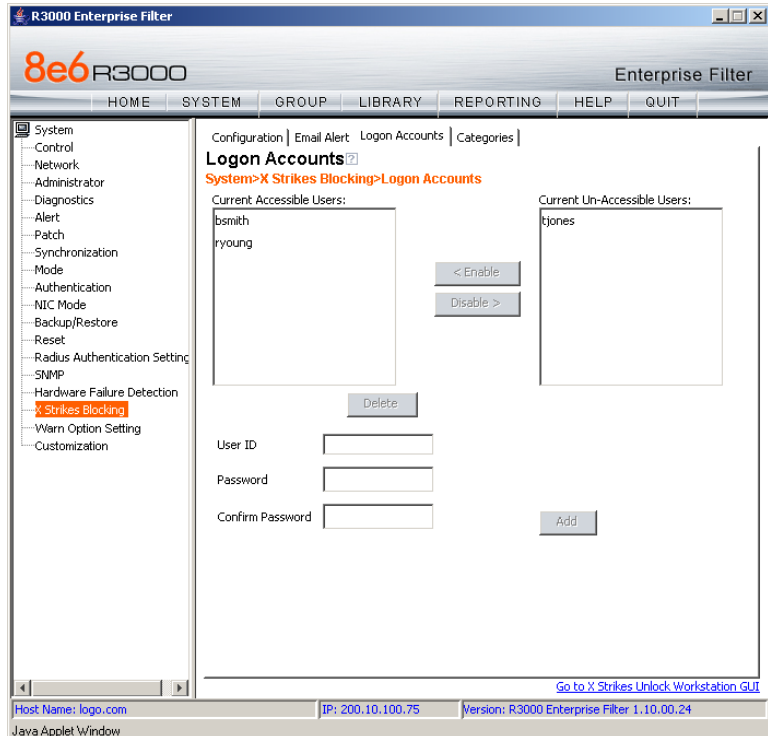 R3000 Enterprise Filter
8e6 R3000
Enterprise Filter
HOME SYSTEM GROUP LIBRARY REPORTING HELP QUIT
System
Control
Network
Administrator
Diagnostics
Alert
Patch
Synchronization
Mode
Authentication
NIC Mode
Backup/Restore
Reset
Radius Authentication Setting
SNMP
Hardware Failure Detection
X Strikes Blocking
Warn Option Setting
Customization
Configuration Email Alert Logon Accounts Categories
Logon Accounts ?
System>X Strikes Blocking>Logon Accounts
Current Accessible Users:
bsmith
ryoung
< Enable
Disable >
Current Un-Accessible Users:
tjones
Delete
User ID
Password
Confirm Password
Add
Go to X Strikes Unlock Workstation GUI
Host Name: logo.com IP: 200.10.100.75 Version: R3000 Enterprise Filter 1.10.00.24
Java Applet Window